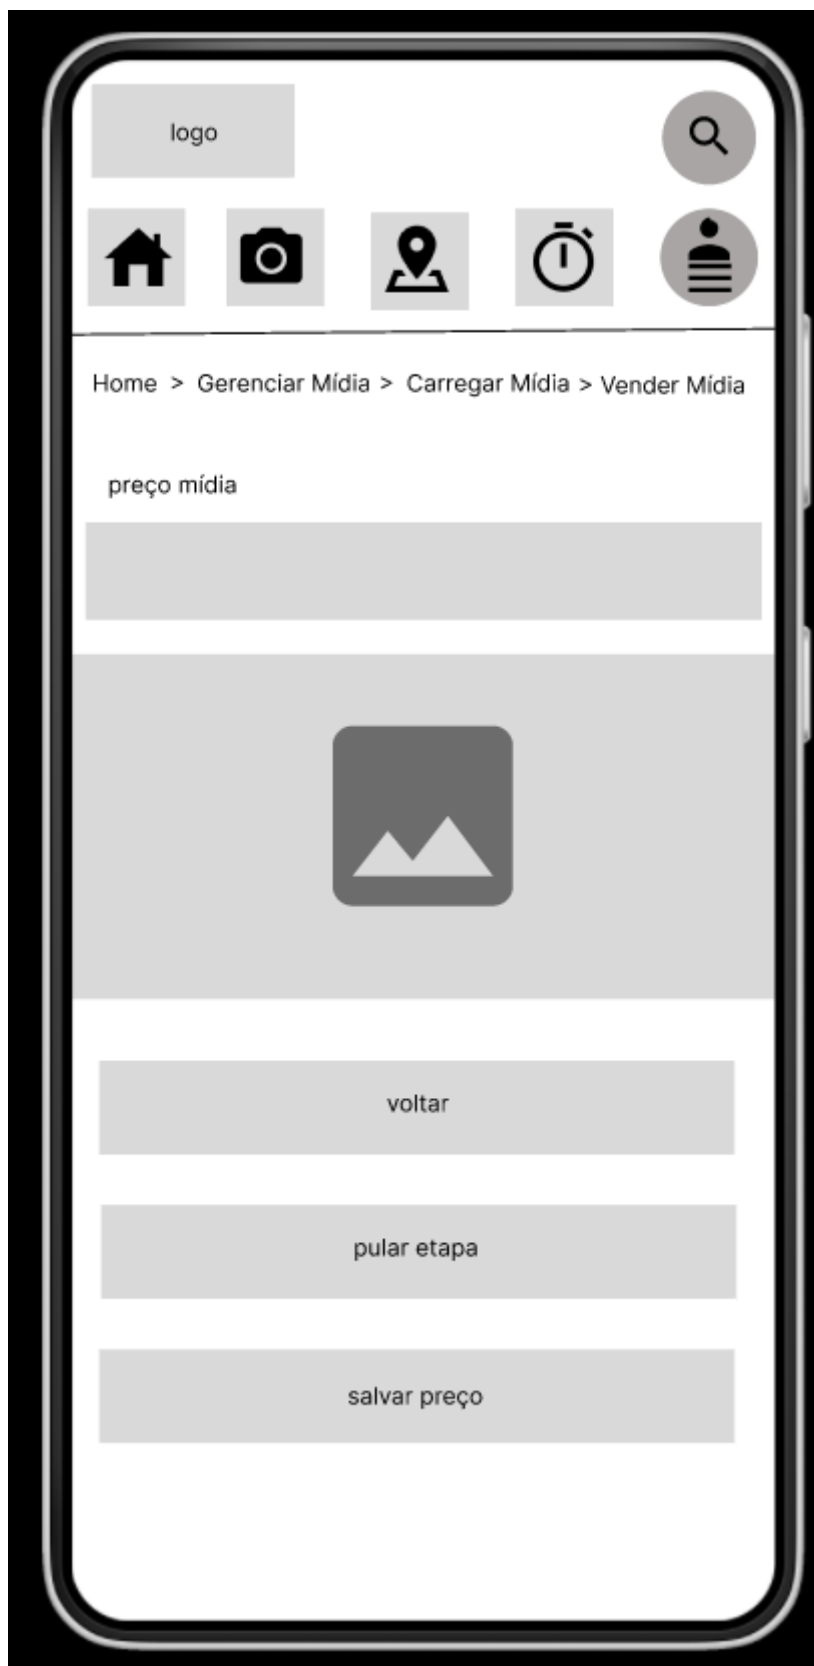 logo
Home > Gerenciar Mídia > Carregar Mídia > Vender Mídia
preço mídia
voltar
pular etapa
salvar preço